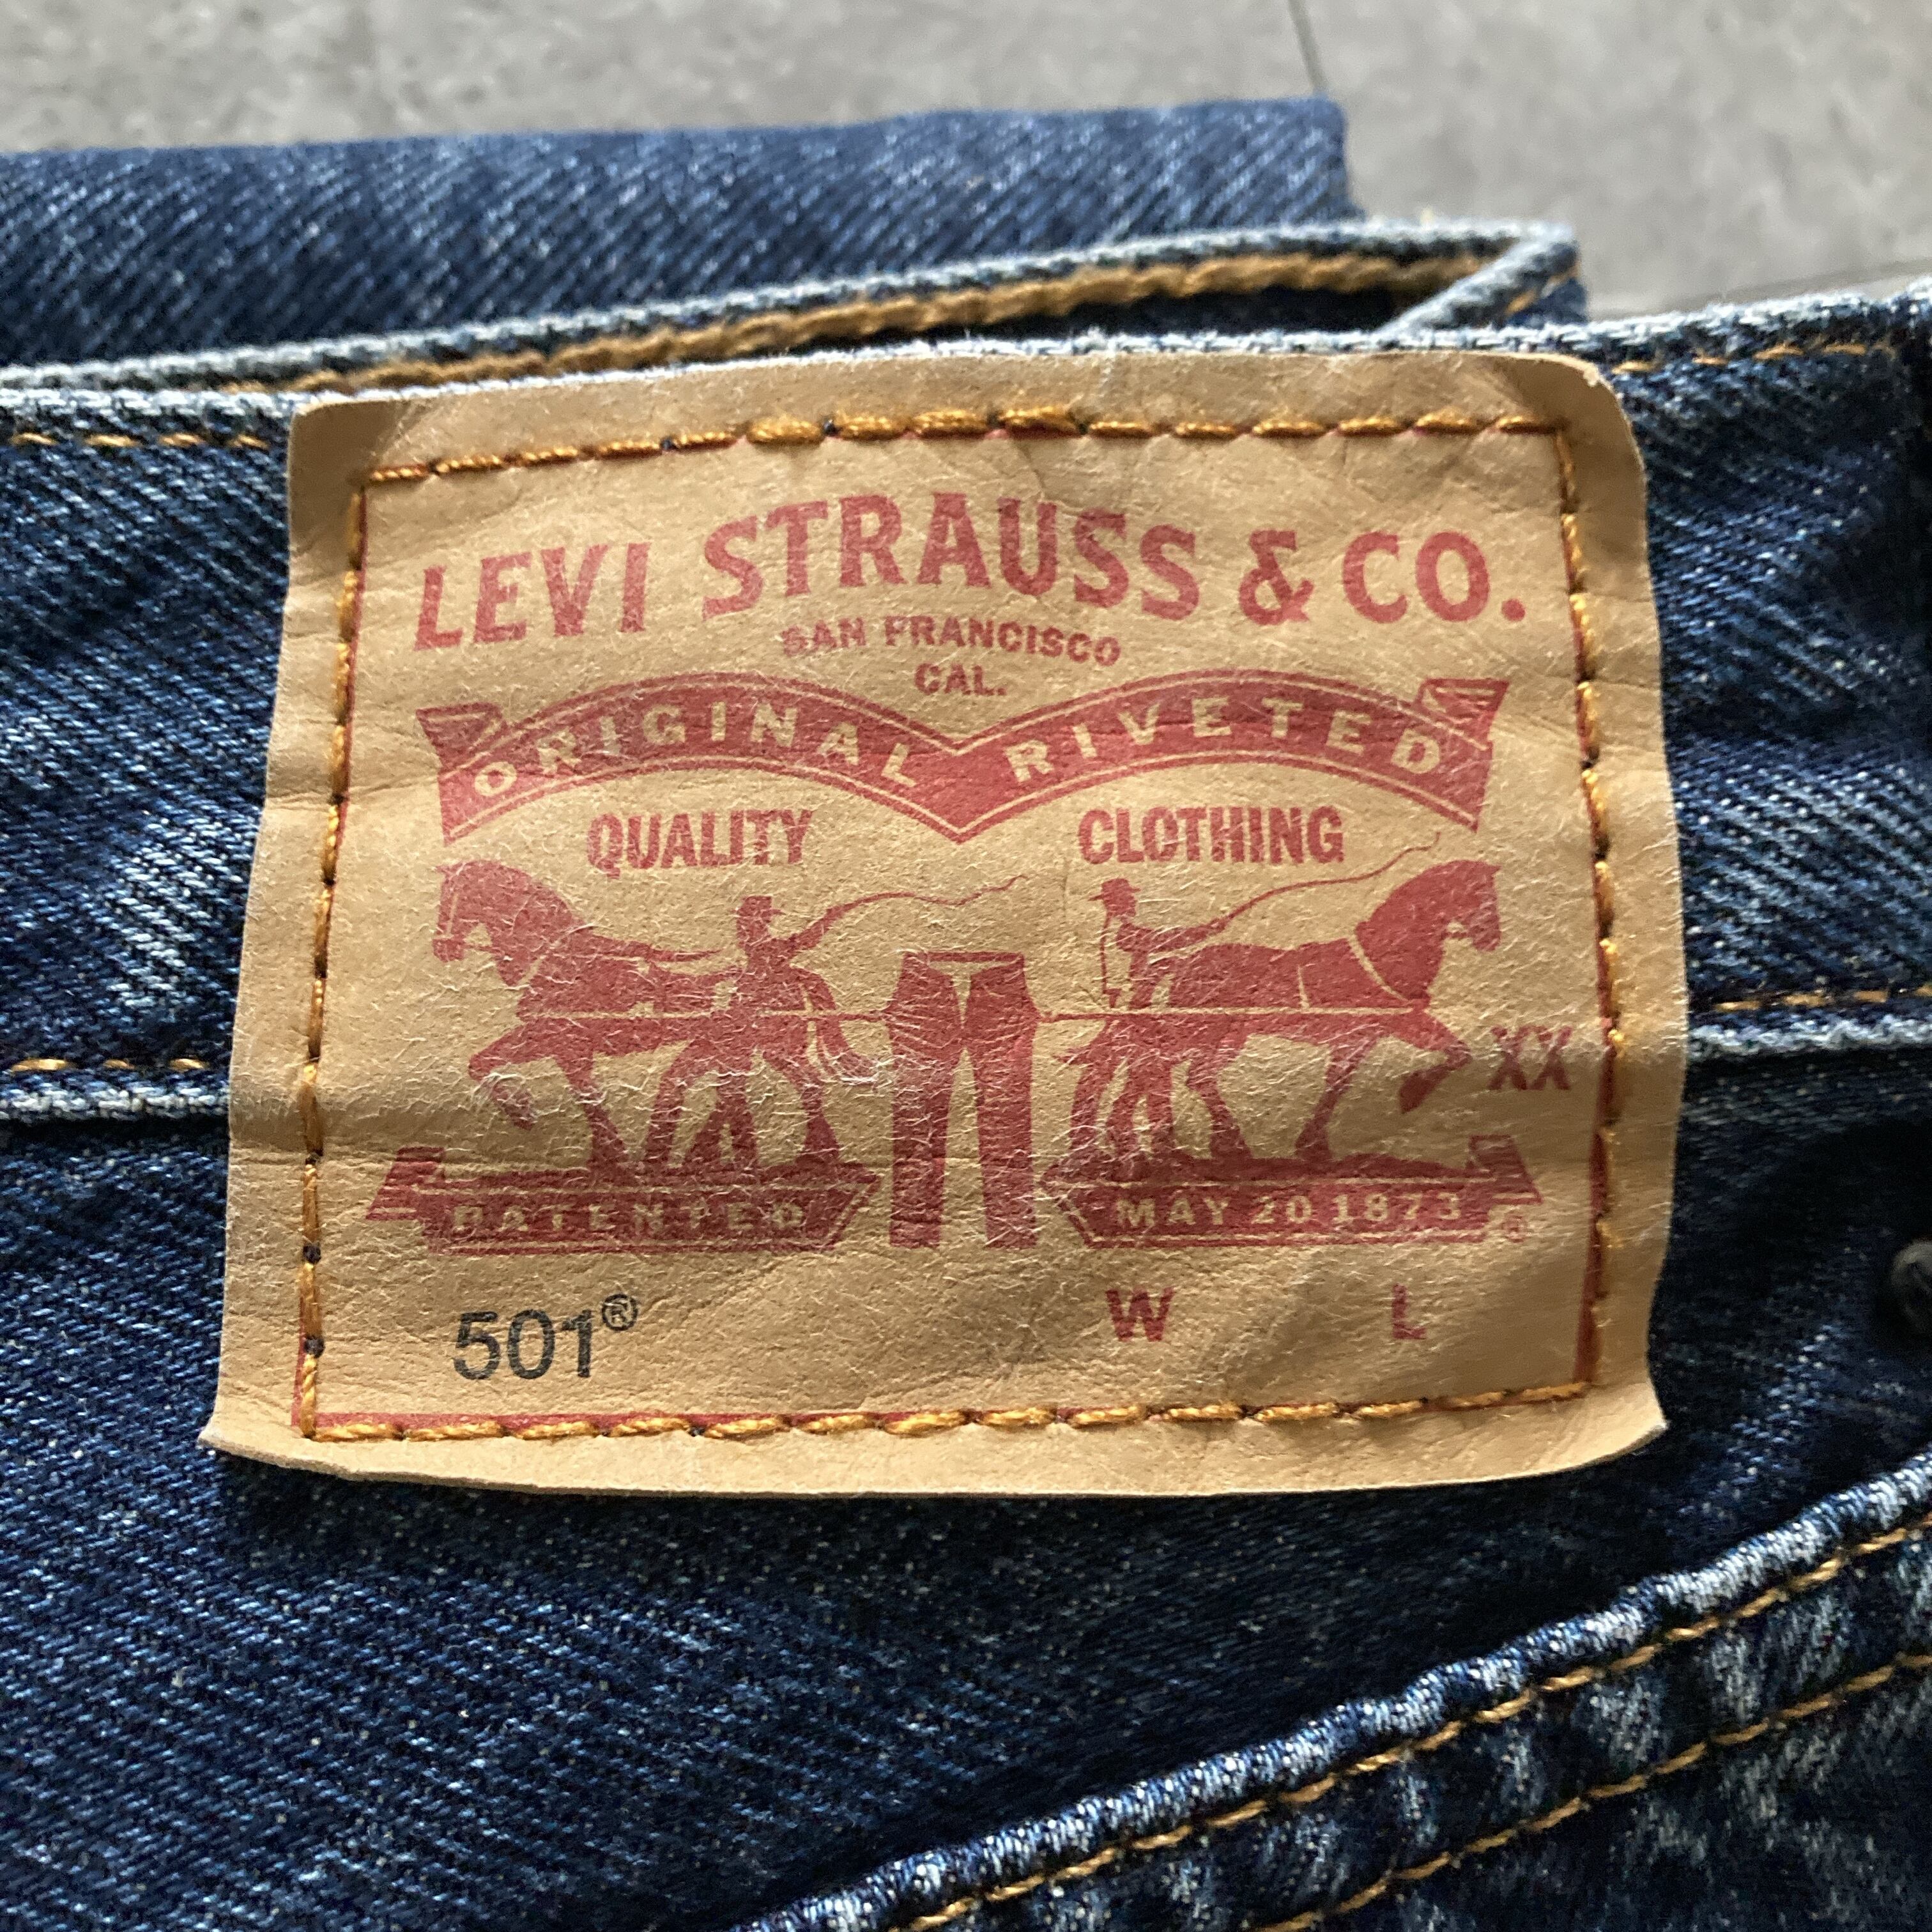 LEVI STRAUSS & CO.
SAN FRANCISCO
CAL.
ORIGINAL RIVETED
QUALITY CLOTHING
XX
PATENTED MAY 20 1873 ®
501® W L